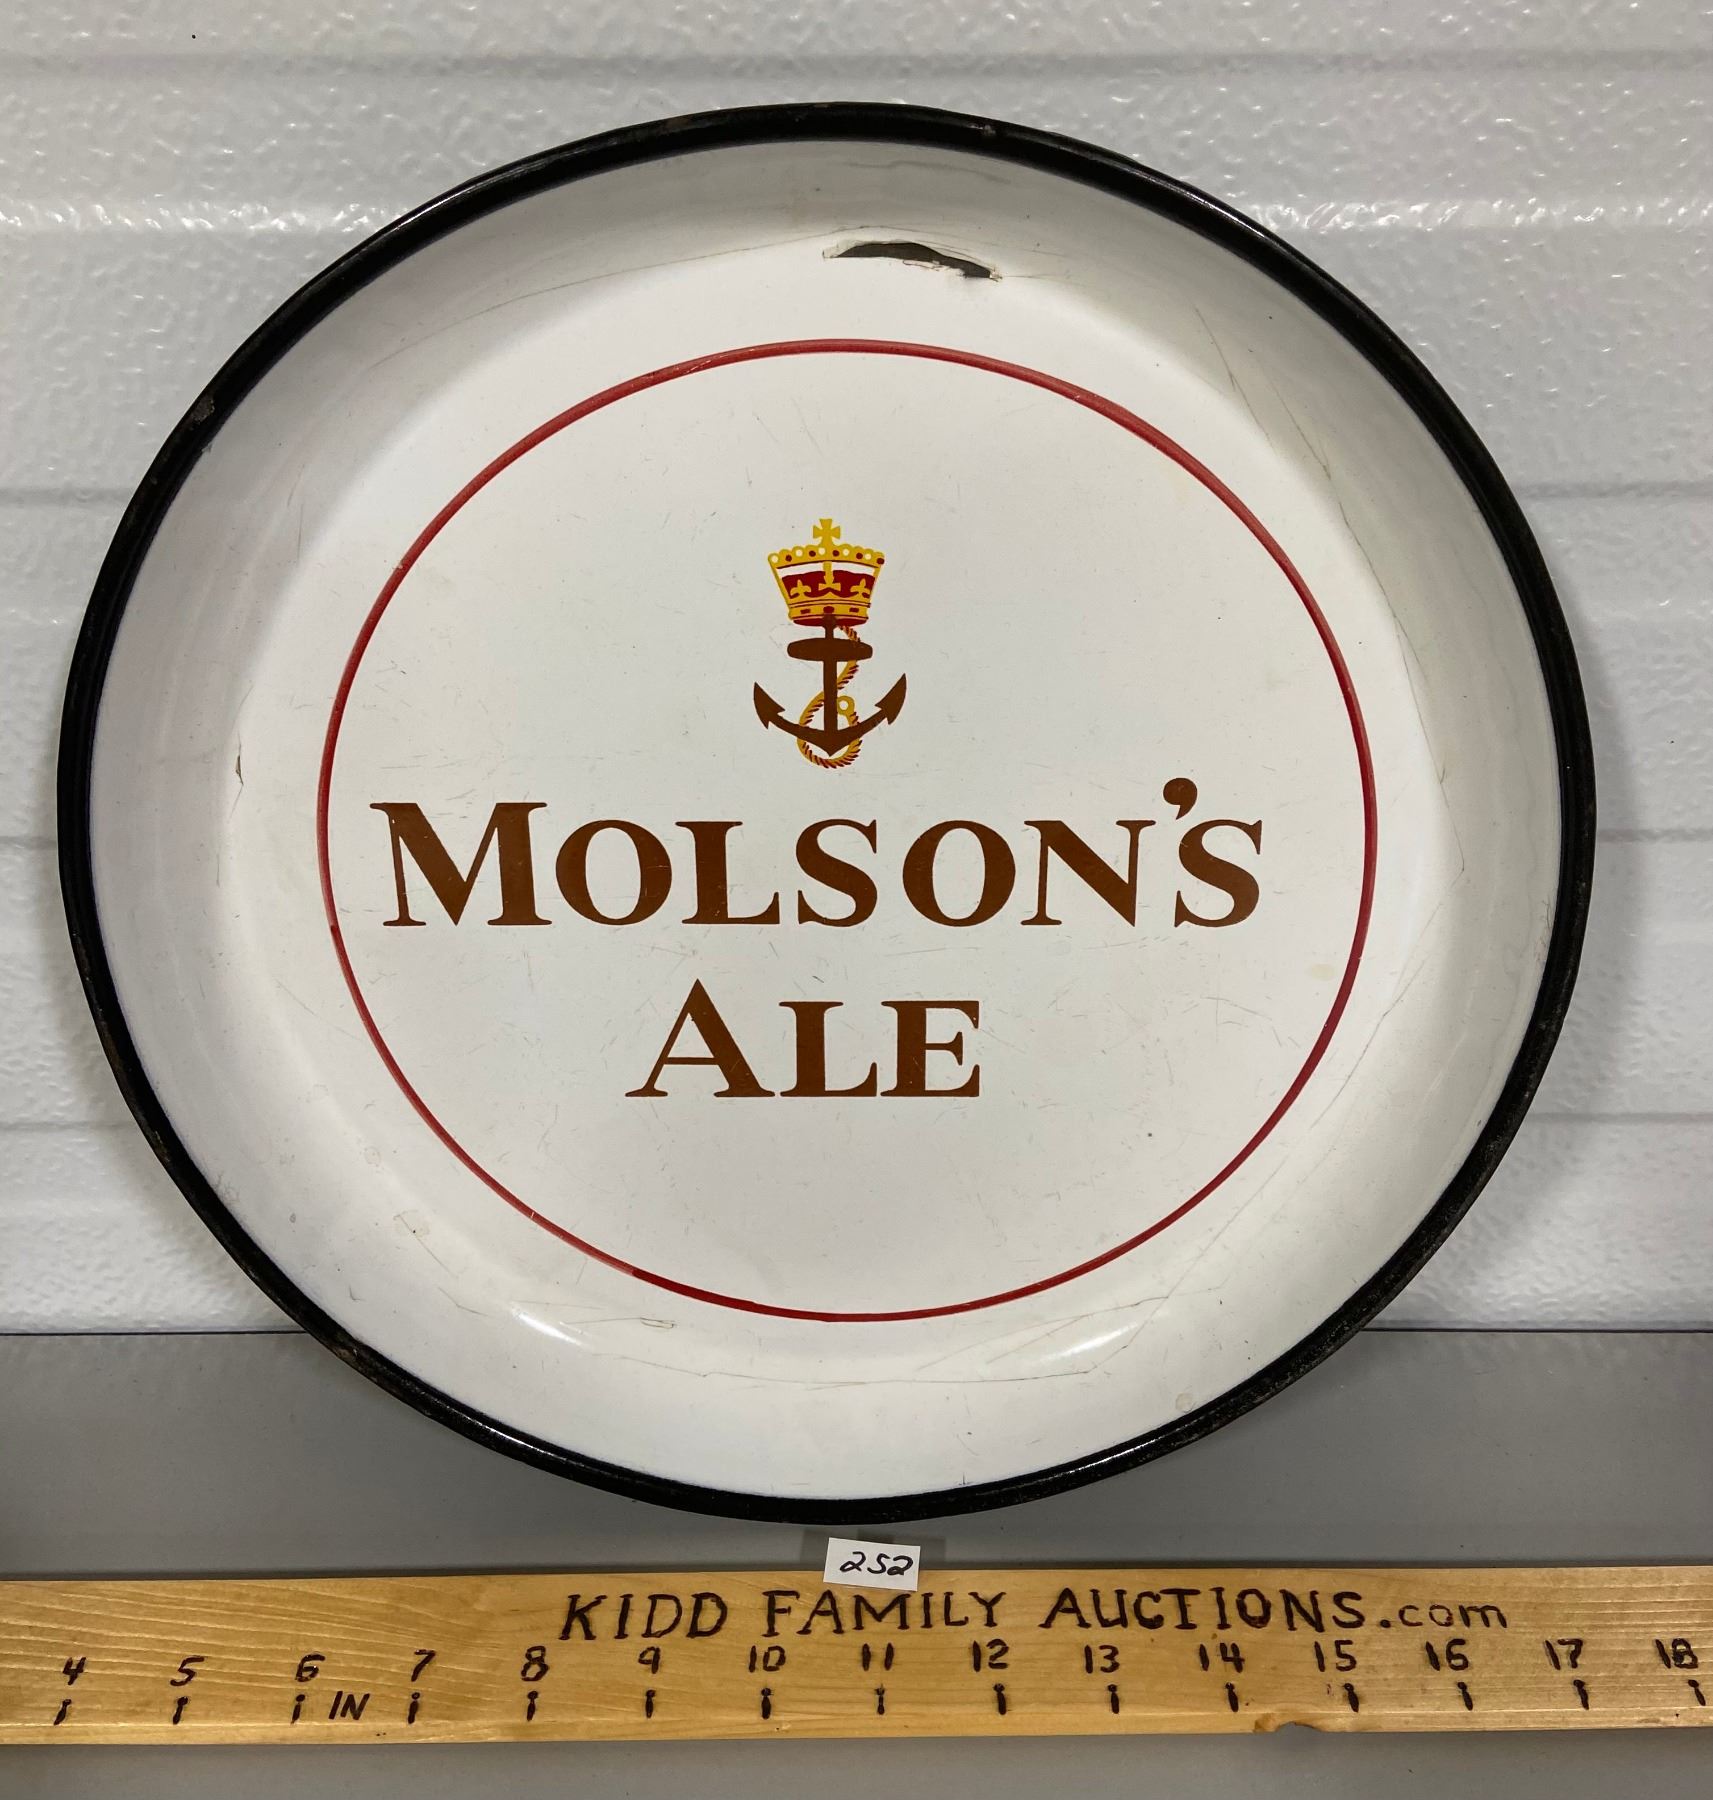 MOLSON'S
ALE
252
KIDD FAMILY AUCTIONS.com
4 5 6 7 8 9 10 11 12 13 14 15 16 17 18
IN